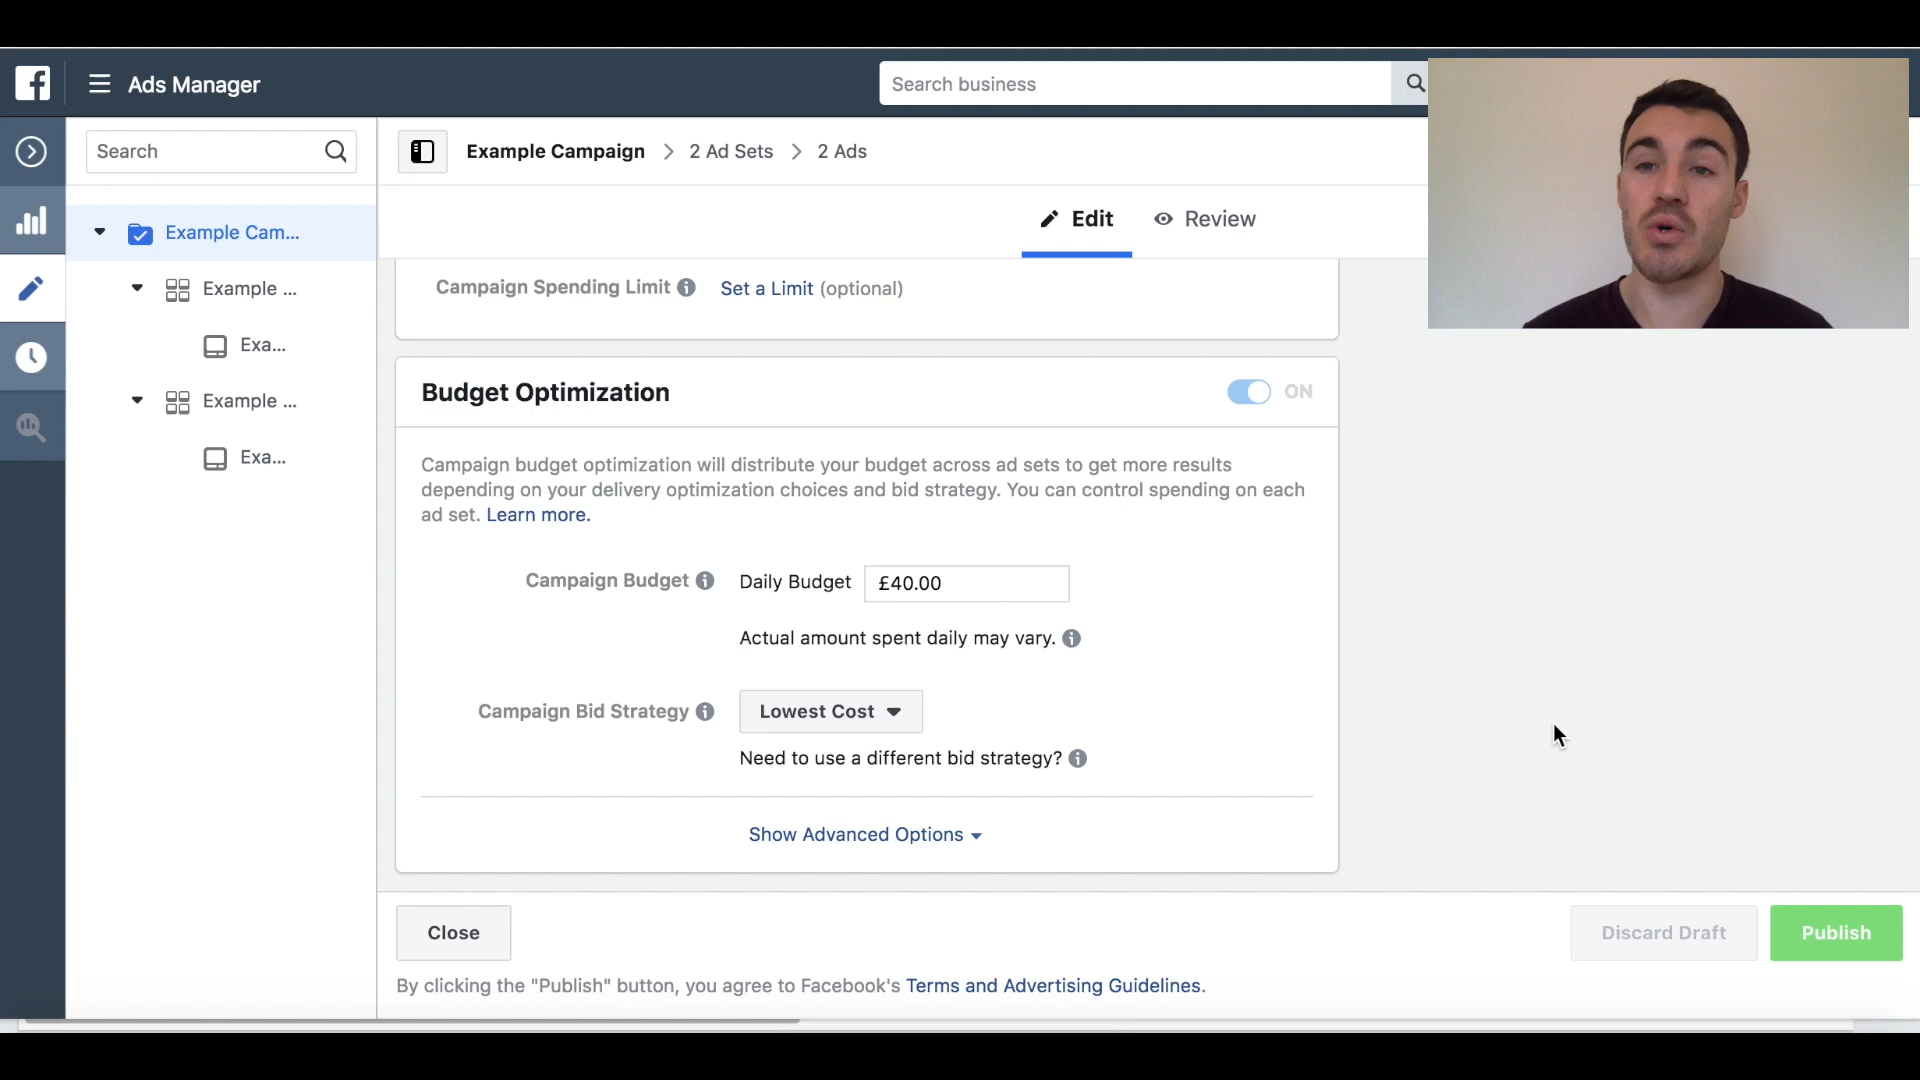 Ads Manager
Search business
Search
Example Campaign > 2 Ad Sets > 2 Ads
Edit
Review
Example Cam...
Example ...
Exa...
Example ...
Exa...
Campaign Spending Limit Set a Limit (optional)
Budget Optimization
ON
Campaign budget optimization will distribute your budget across ad sets to get more results
depending on your delivery optimization choices and bid strategy. You can control spending on each
ad set. Learn more.
Campaign Budget Daily Budget £40.00
Actual amount spent daily may vary.
Campaign Bid Strategy Lowest Cost
Need to use a different bid strategy?
Show Advanced Options
Close
Discard Draft
Publish
By clicking the "Publish" button, you agree to Facebook's Terms and Advertising Guidelines.